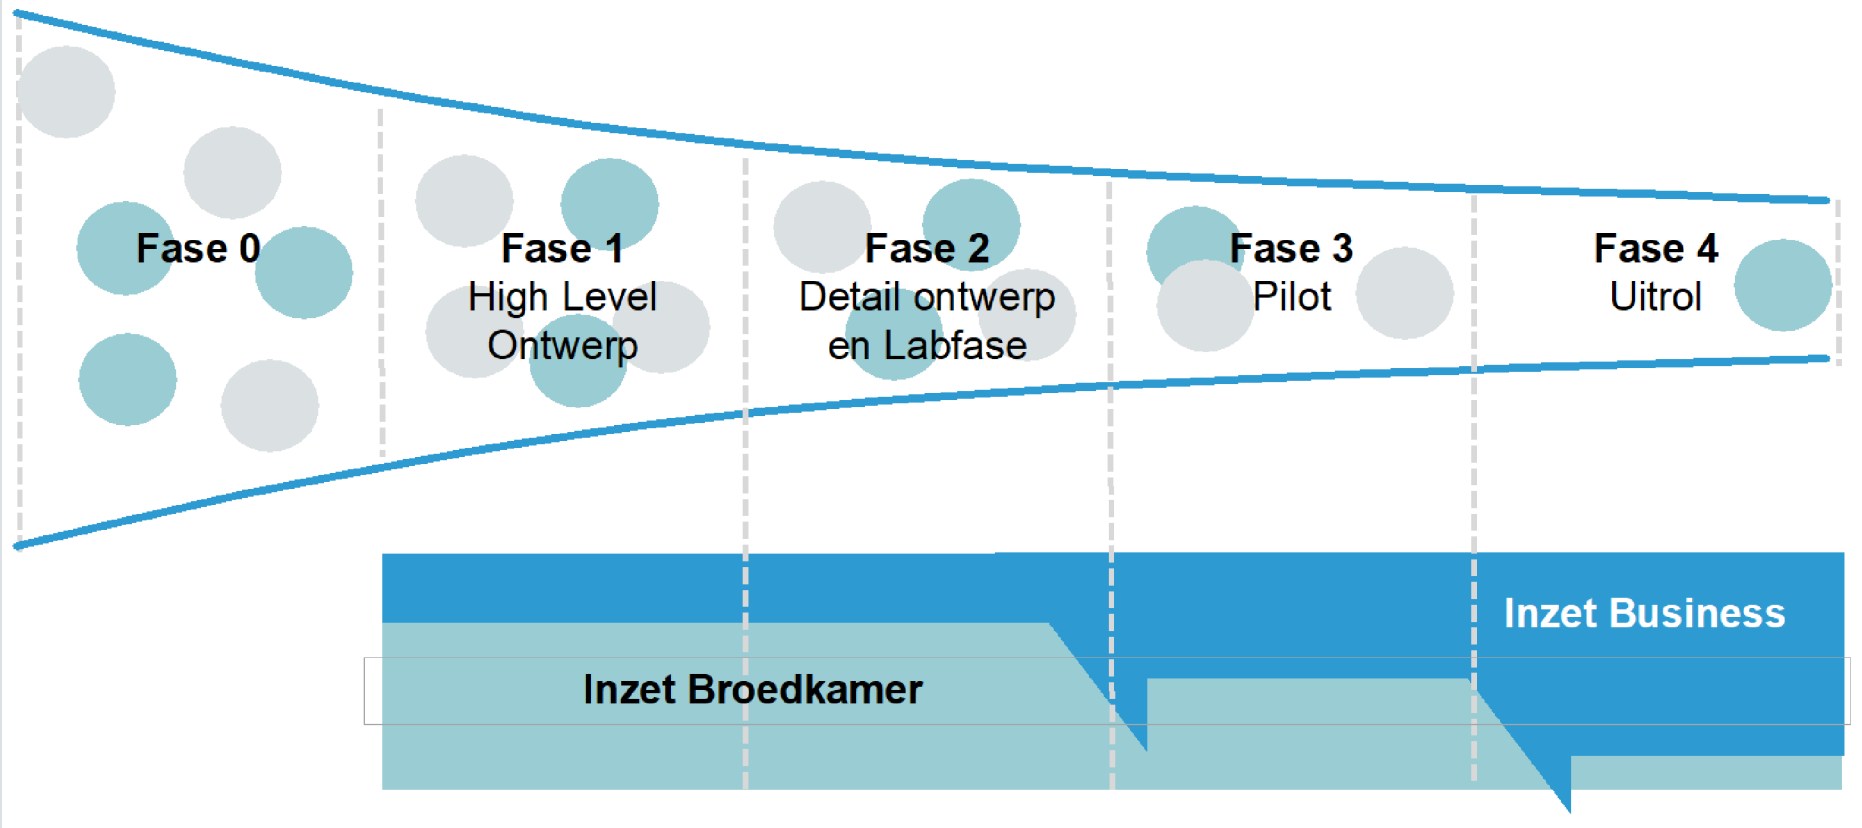 Fase 0
Fase 1
High Level
Ontwerp
Fase 2
Detail ontwerp
en Labfase
Fase 3
Pilot
Fase 4
Uitrol
Inzet Business
Inzet Broedkamer